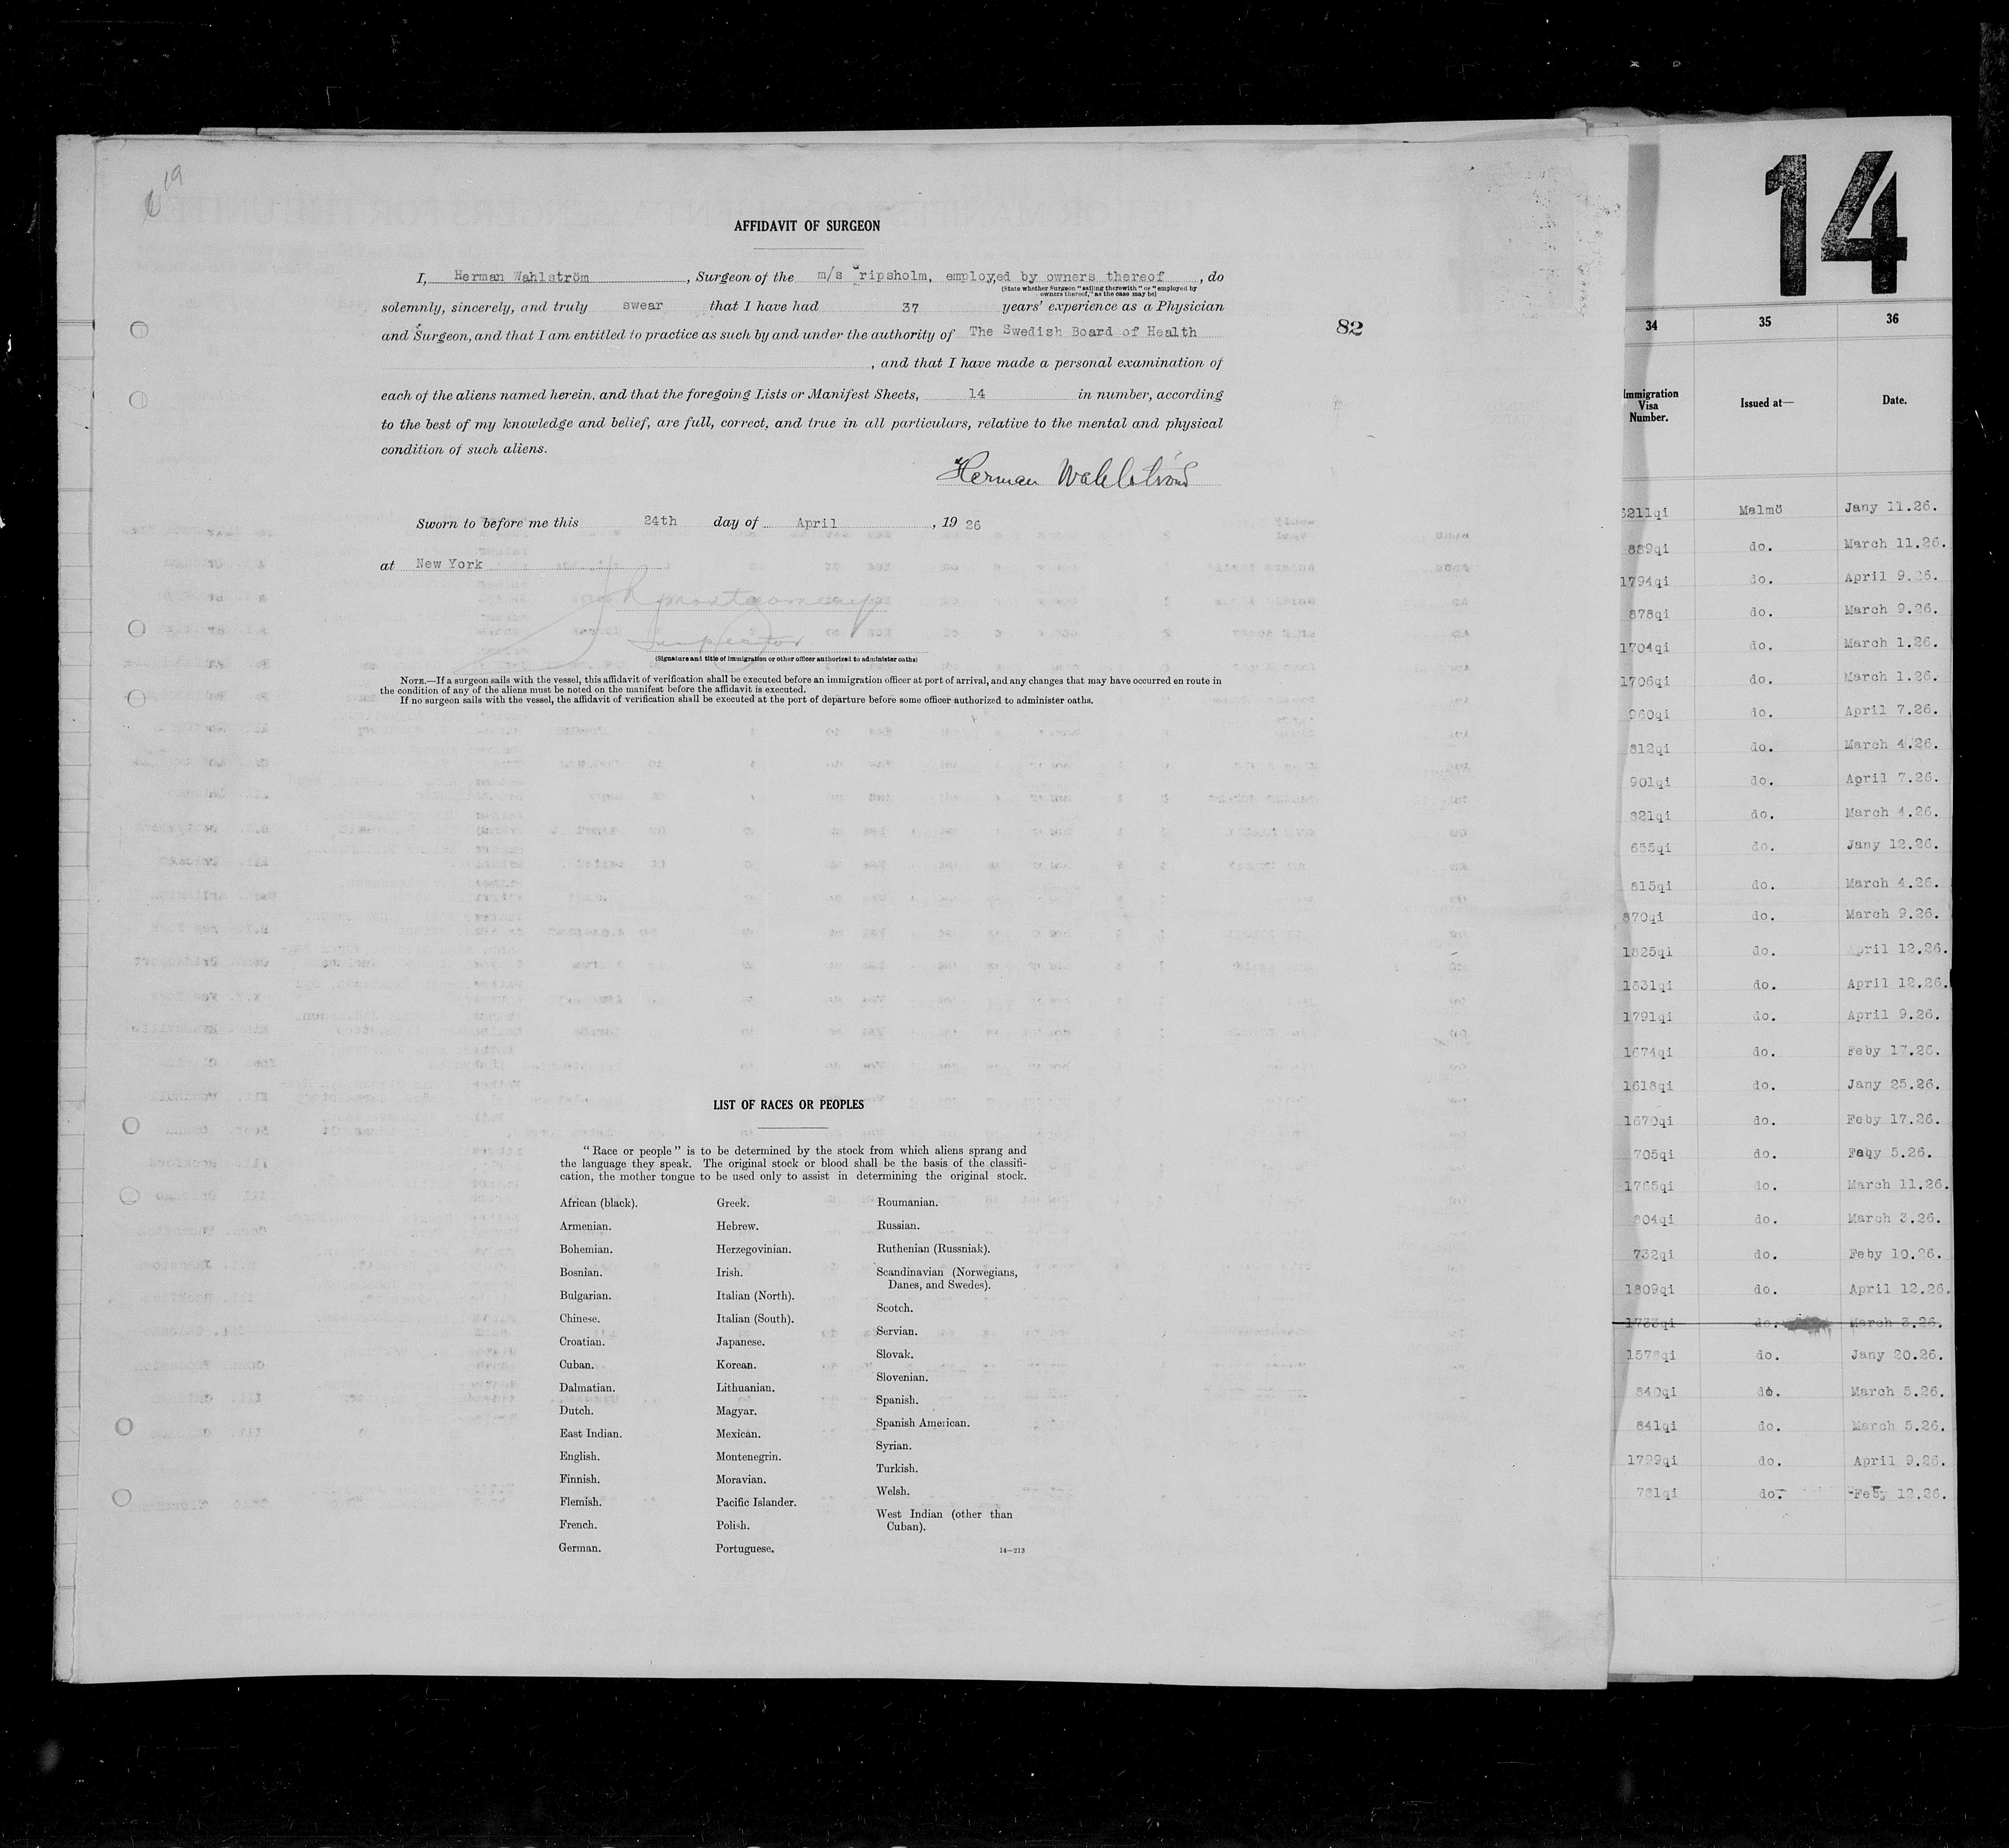 19
AFFIDAVIT OF SURGEON
I, Herman Wahlström, Surgeon of the m/s Gripsholm, employed by owners thereof, do
(State whether Surgeon "sailing therewith" or "employed by
owners thereof," as the case may be)
solemnly, sincerely, and truly swear that I have had 37 years' experience as a Physician
and Surgeon, and that I am entitled to practice as such by and under the authority of The Swedish Board of Health
, and that I have made a personal examination of
each of the aliens named herein, and that the foregoing Lists or Manifest Sheets, 14 in number, according
to the best of my knowledge and belief, are full, correct, and true in all particulars, relative to the mental and physical
condition of such aliens.
Herman Wahlström
Sworn to before me this 24th day of April, 19 26
at New York
Inspector
(Signature and title of immigration or other officer authorized to administer oaths)
NOTE.—If a surgeon sails with the vessel, this affidavit of verification shall be executed before an immigration officer at port of arrival, and any changes that may have occurred en route in
the condition of any of the aliens must be noted on the manifest before the affidavit is executed.
If no surgeon sails with the vessel, the affidavit of verification shall be executed at the port of departure before some officer authorized to administer oaths.
82
LIST OF RACES OR PEOPLES
"Race or people" is to be determined by the stock from which aliens sprang and
the language they speak. The original stock or blood shall be the basis of the classifi-
cation, the mother tongue to be used only to assist in determining the original stock.
African (black).
Armenian.
Bohemian.
Bosnian.
Bulgarian.
Chinese.
Croatian.
Cuban.
Dalmatian.
Dutch.
East Indian.
English.
Finnish.
Flemish.
French.
German.
Greek.
Hebrew.
Herzegovinian.
Irish.
Italian (North).
Italian (South).
Japanese.
Korean.
Lithuanian.
Magyar.
Mexican.
Montenegrin.
Moravian.
Pacific Islander.
Polish.
Portuguese.
Roumanian.
Russian.
Ruthenian (Russniak).
Scandinavian (Norwegians,
Danes, and Swedes).
Scotch.
Servian.
Slovak.
Slovenian.
Spanish.
Spanish American.
Syrian.
Turkish.
Welsh.
West Indian (other than
Cuban).
14—213
14
34 35 36
Immigration
Visa
Number.
Issued at—
Date.
6211qi Malmö Jany 11.26.
889qi do. March 11.26.
1794qi do. April 9.26.
878qi do. March 9.26.
1704qi do. March 1.26.
1706qi do. March 1.26.
960qi do. April 7.26.
812qi do. March 4.26.
901qi do. April 7.26.
821qi do. March 4.26.
655qi do. Jany 12.26.
815qi do. March 4.26.
870qi do. March 9.26.
1825qi do. April 12.26.
1831qi do. April 12.26.
1791qi do. April 9.26.
1674qi do. Feby 17.26.
1618qi do. Jany 25.26.
1670qi do. Feby 17.26.
705qi do. Feby 5.26.
1765qi do. March 11.26.
804qi do. March 3.26.
732qi do. Feby 10.26.
1809qi do. April 12.26.
1733qi do. March 3.26.
1578qi do. Jany 20.26.
840qi do. March 5.26.
841qi do. March 5.26.
1799qi do. April 9.26.
781qi do. Feby 12.26.